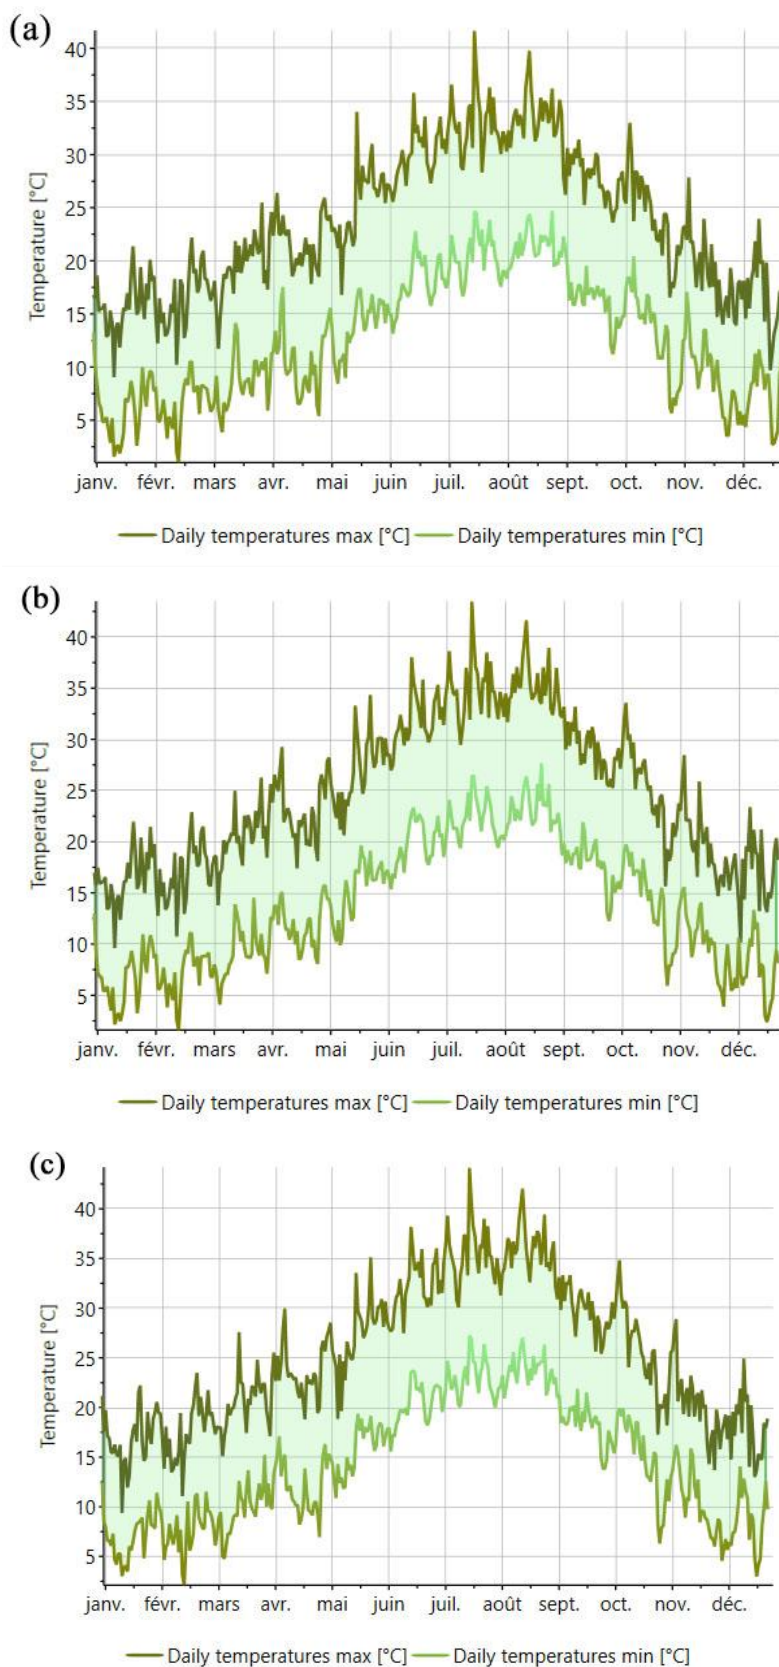 (a)
Temperature [°C]
40
35
30
25
20
15
10
5
janv. févr. mars avr. mai juin juil. août sept. oct. nov. déc.
Daily temperatures max [°C] Daily temperatures min [°C]
(b)
Temperature [°C]
40
35
30
25
20
15
10
5
janv. févr. mars avr. mai juin juil. août sept. oct. nov. déc.
Daily temperatures max [°C] Daily temperatures min [°C]
(c)
Temperature [°C]
40
35
30
25
20
15
10
5
janv. févr. mars avr. mai juin juil. août sept. oct. nov. déc.
Daily temperatures max [°C] Daily temperatures min [°C]